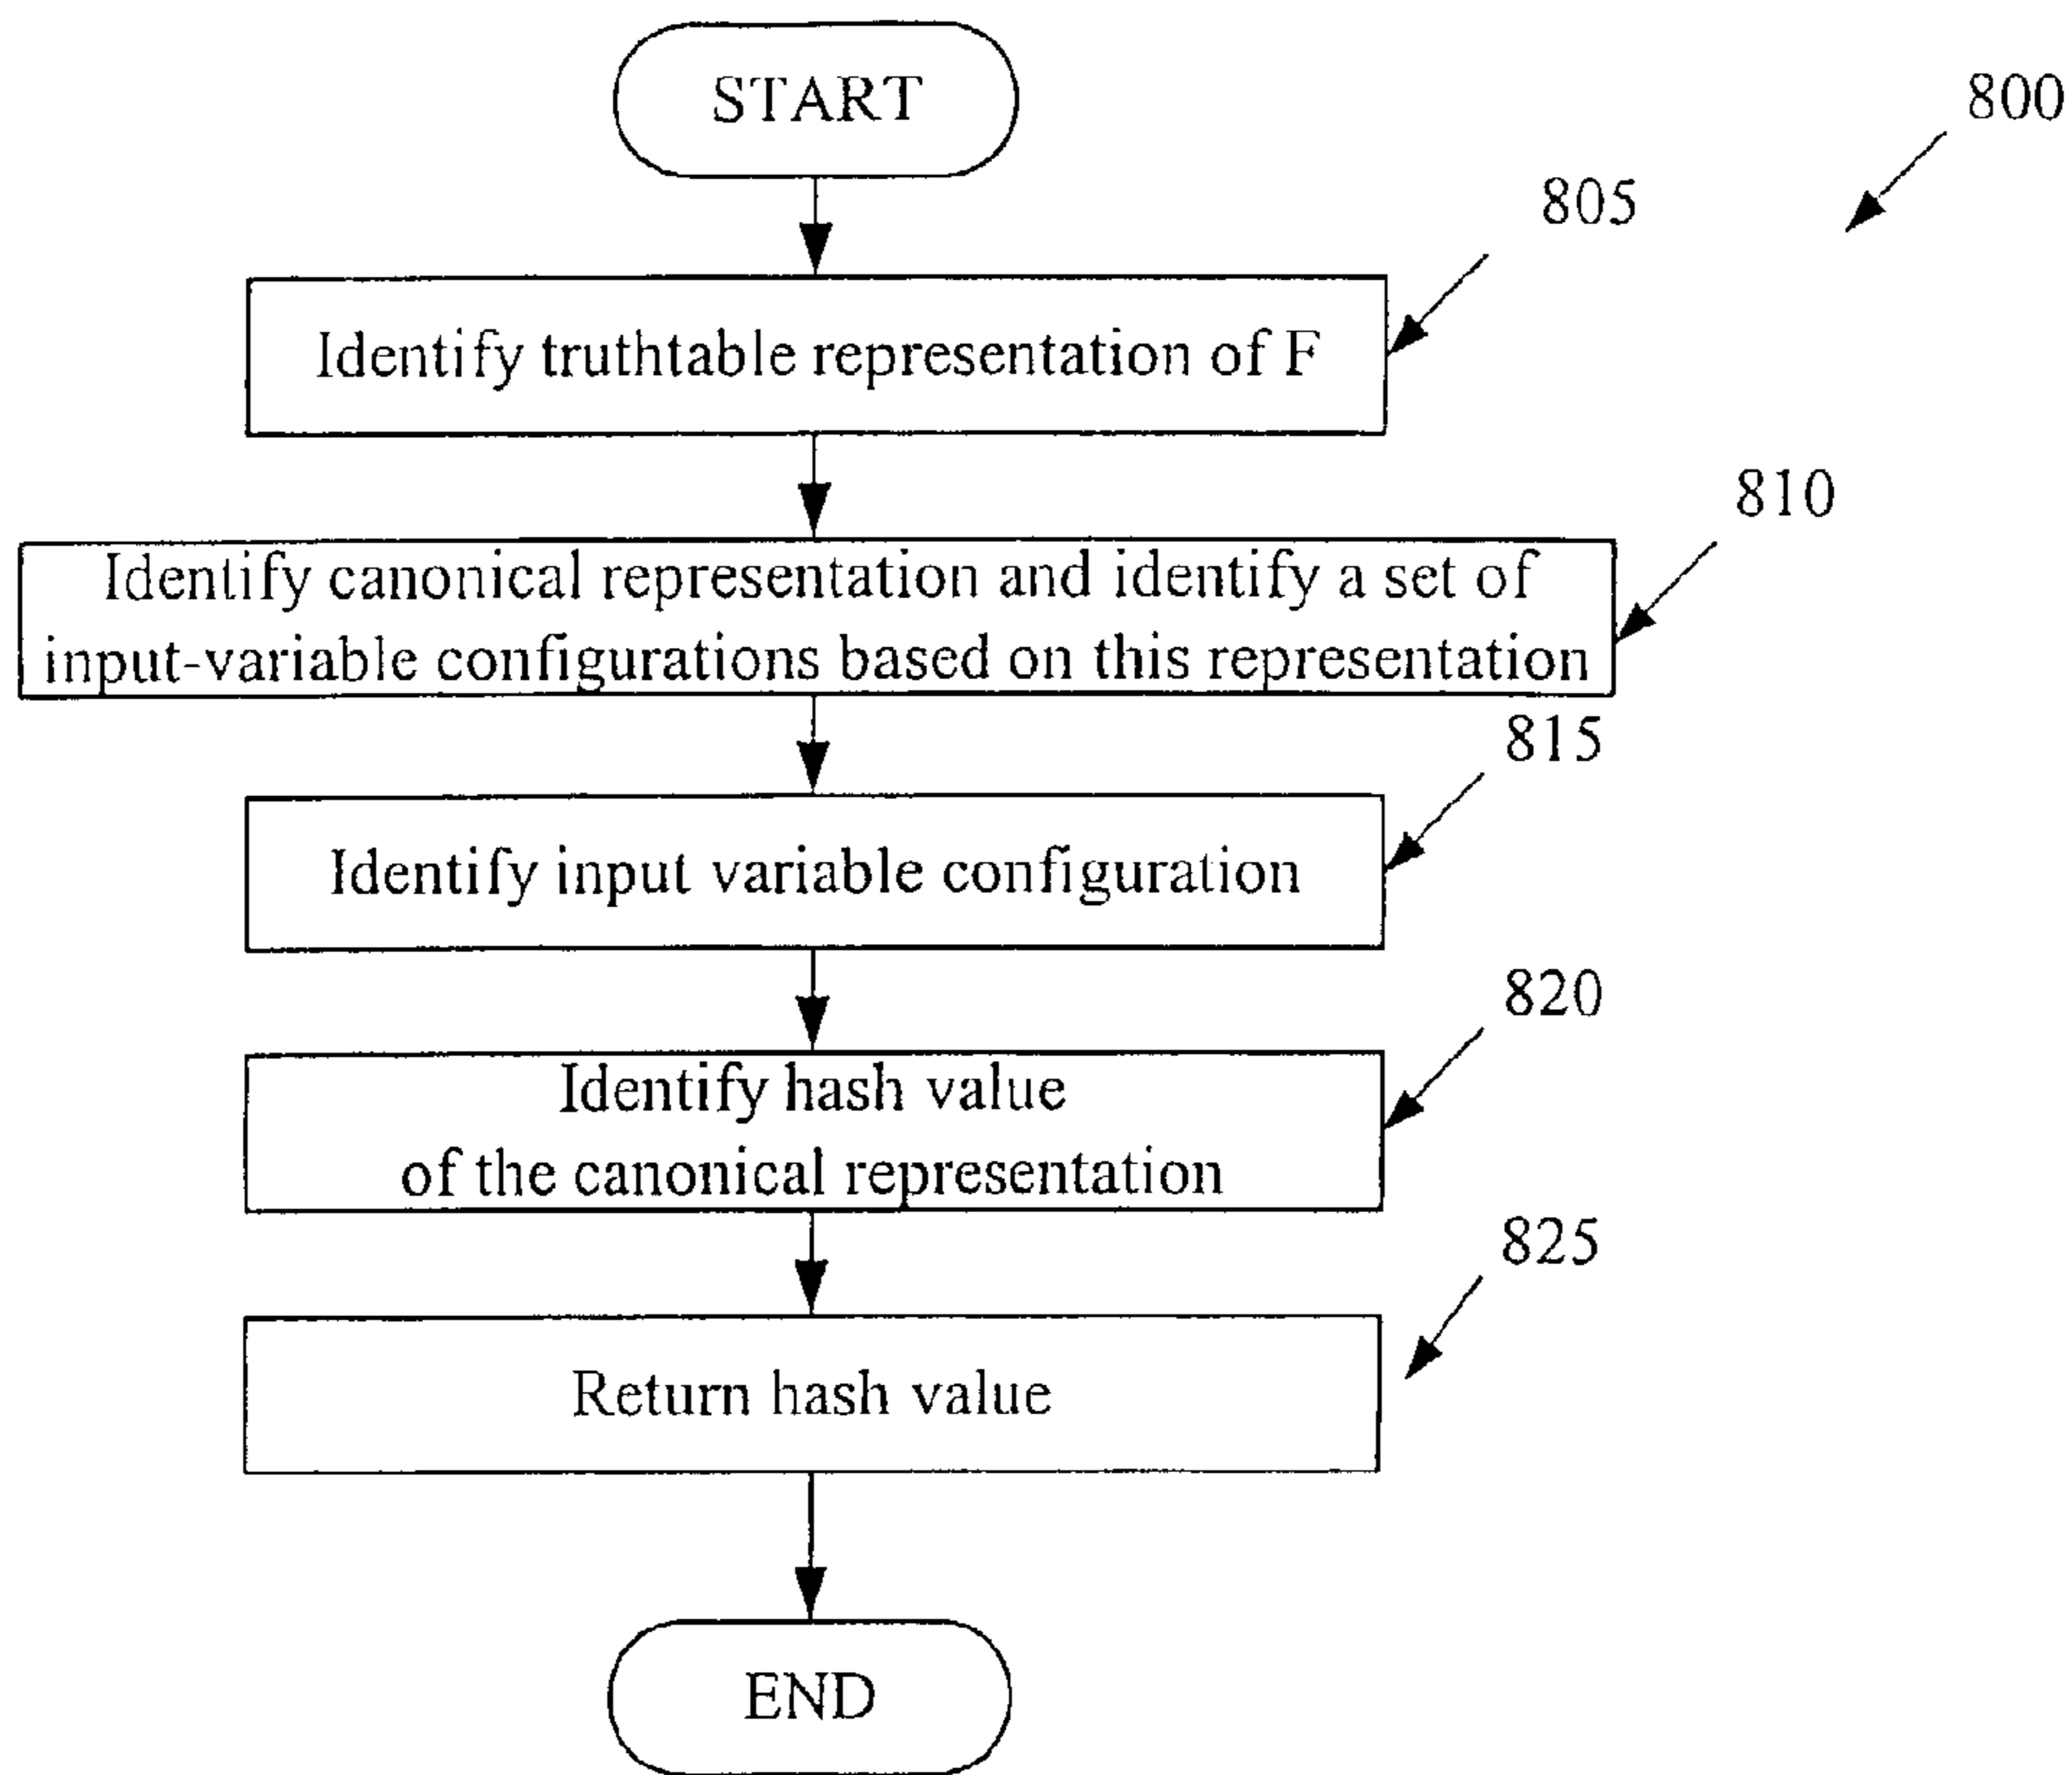 START
800
805
Identify truthtable representation of F
810
Identify canonical representation and identify a set of
input-variable configurations based on this representation
815
Identify input variable configuration
820
Identify hash value
of the canonical representation
825
Return hash value
END